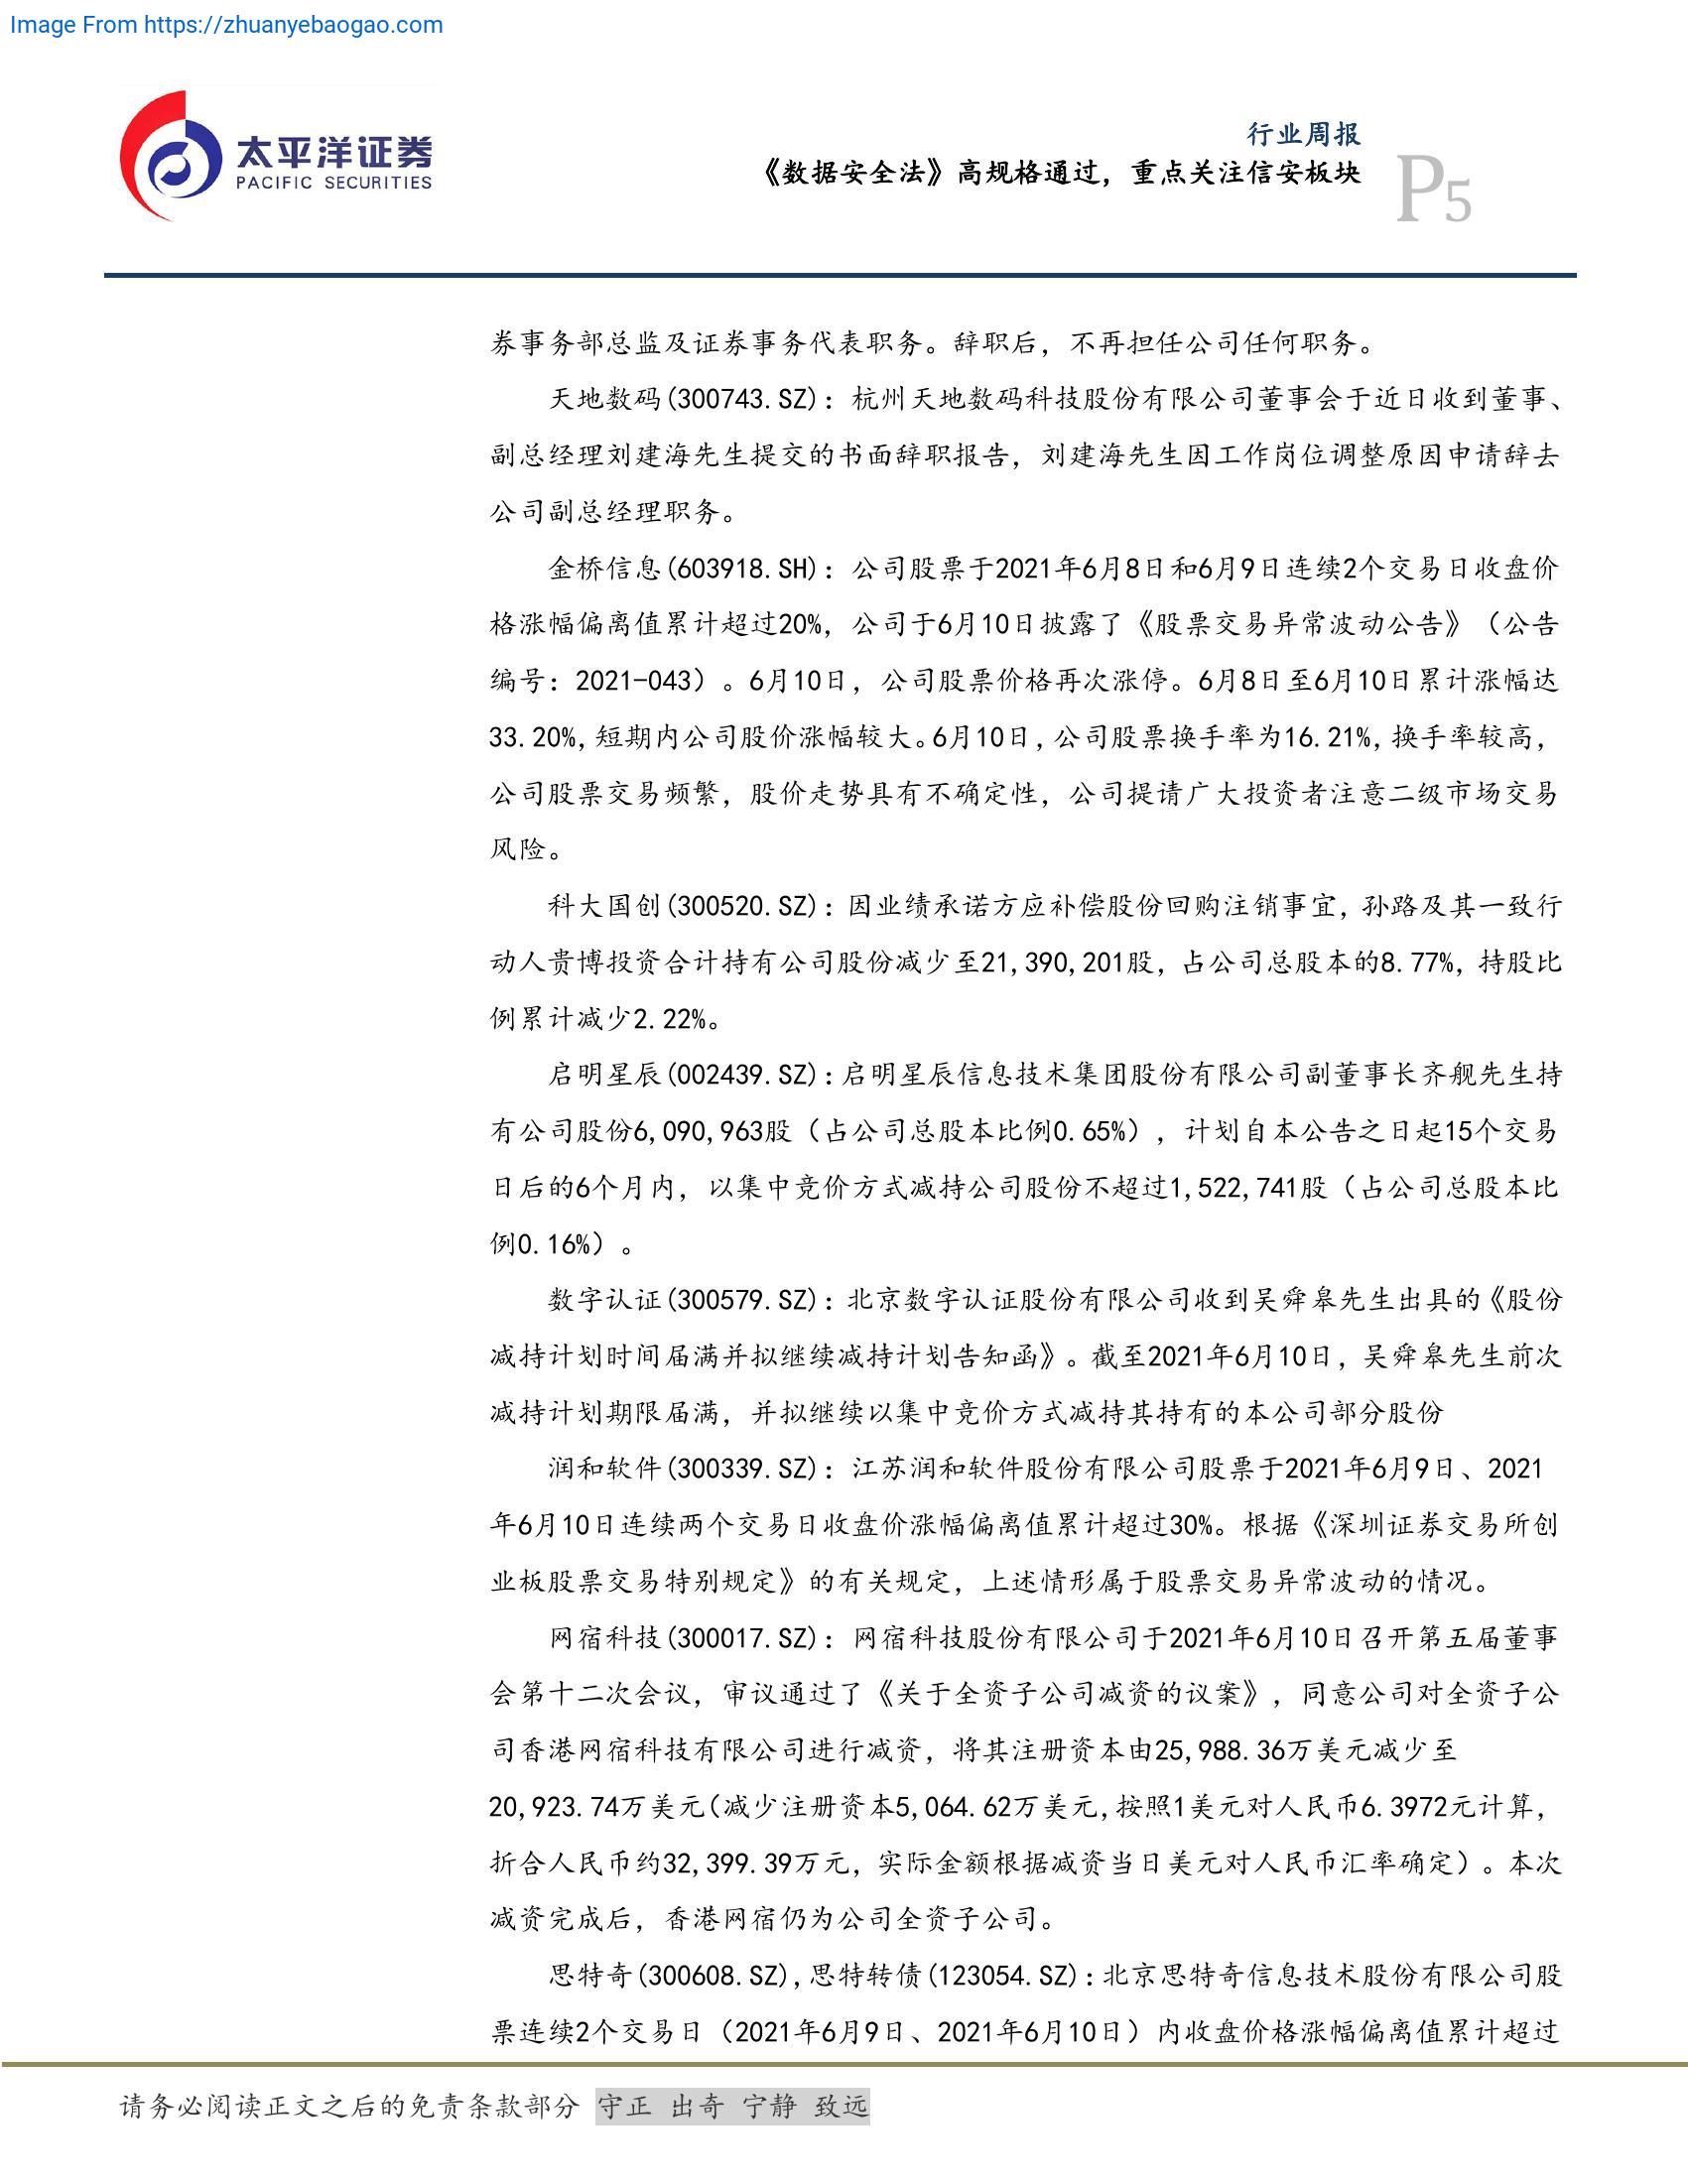 Image From https://zhuanyebaogao.com
太平洋证券
PACIFIC SECURITIES
行业周报
《数据安全法》高规格通过，重点关注信安板块
P5
券事务部总监及证券事务代表职务。辞职后，不再担任公司任何职务。
天地数码(300743.SZ)：杭州天地数码科技股份有限公司董事会于近日收到董事、
副总经理刘建海先生提交的书面辞职报告，刘建海先生因工作岗位调整原因申请辞去
公司副总经理职务。
金桥信息(603918.SH)：公司股票于2021年6月8日和6月9日连续2个交易日收盘价
格涨幅偏离值累计超过20%，公司于6月10日披露了《股票交易异常波动公告》（公告
编号：2021-043）。6月10日，公司股票价格再次涨停。6月8日至6月10日累计涨幅达
33.20%,短期内公司股价涨幅较大。6月10日,公司股票换手率为16.21%,换手率较高，
公司股票交易频繁，股价走势具有不确定性，公司提请广大投资者注意二级市场交易
风险。
科大国创(300520.SZ)：因业绩承诺方应补偿股份回购注销事宜，孙路及其一致行
动人贵博投资合计持有公司股份减少至21,390,201股，占公司总股本的8.77%，持股比
例累计减少2.22%。
启明星辰(002439.SZ)：启明星辰信息技术集团股份有限公司副董事长齐舰先生持
有公司股份6,090,963股（占公司总股本比例0.65%），计划自本公告之日起15个交易
日后的6个月内，以集中竞价方式减持公司股份不超过1,522,741股（占公司总股本比
例0.16%）。
数字认证(300579.SZ)：北京数字认证股份有限公司收到吴舜皋先生出具的《股份
减持计划时间届满并拟继续减持计划告知函》。截至2021年6月10日，吴舜皋先生前次
减持计划期限届满，并拟继续以集中竞价方式减持其持有的本公司部分股份
润和软件(300339.SZ)：江苏润和软件股份有限公司股票于2021年6月9日、2021
年6月10日连续两个交易日收盘价涨幅偏离值累计超过30%。根据《深圳证券交易所创
业板股票交易特别规定》的有关规定，上述情形属于股票交易异常波动的情况。
网宿科技(300017.SZ)：网宿科技股份有限公司于2021年6月10日召开第五届董事
会第十二次会议，审议通过了《关于全资子公司减资的议案》，同意公司对全资子公
司香港网宿科技有限公司进行减资，将其注册资本由25,988.36万美元减少至
20,923.74万美元(减少注册资本5,064.62万美元,按照1美元对人民币6.3972元计算，
折合人民币约32,399.39万元，实际金额根据减资当日美元对人民币汇率确定）。本次
减资完成后，香港网宿仍为公司全资子公司。
思特奇(300608.SZ),思特转债(123054.SZ)：北京思特奇信息技术股份有限公司股
票连续2个交易日（2021年6月9日、2021年6月10日）内收盘价格涨幅偏离值累计超过
请务必阅读正文之后的免责条款部分 守正 出奇 宁静 致远